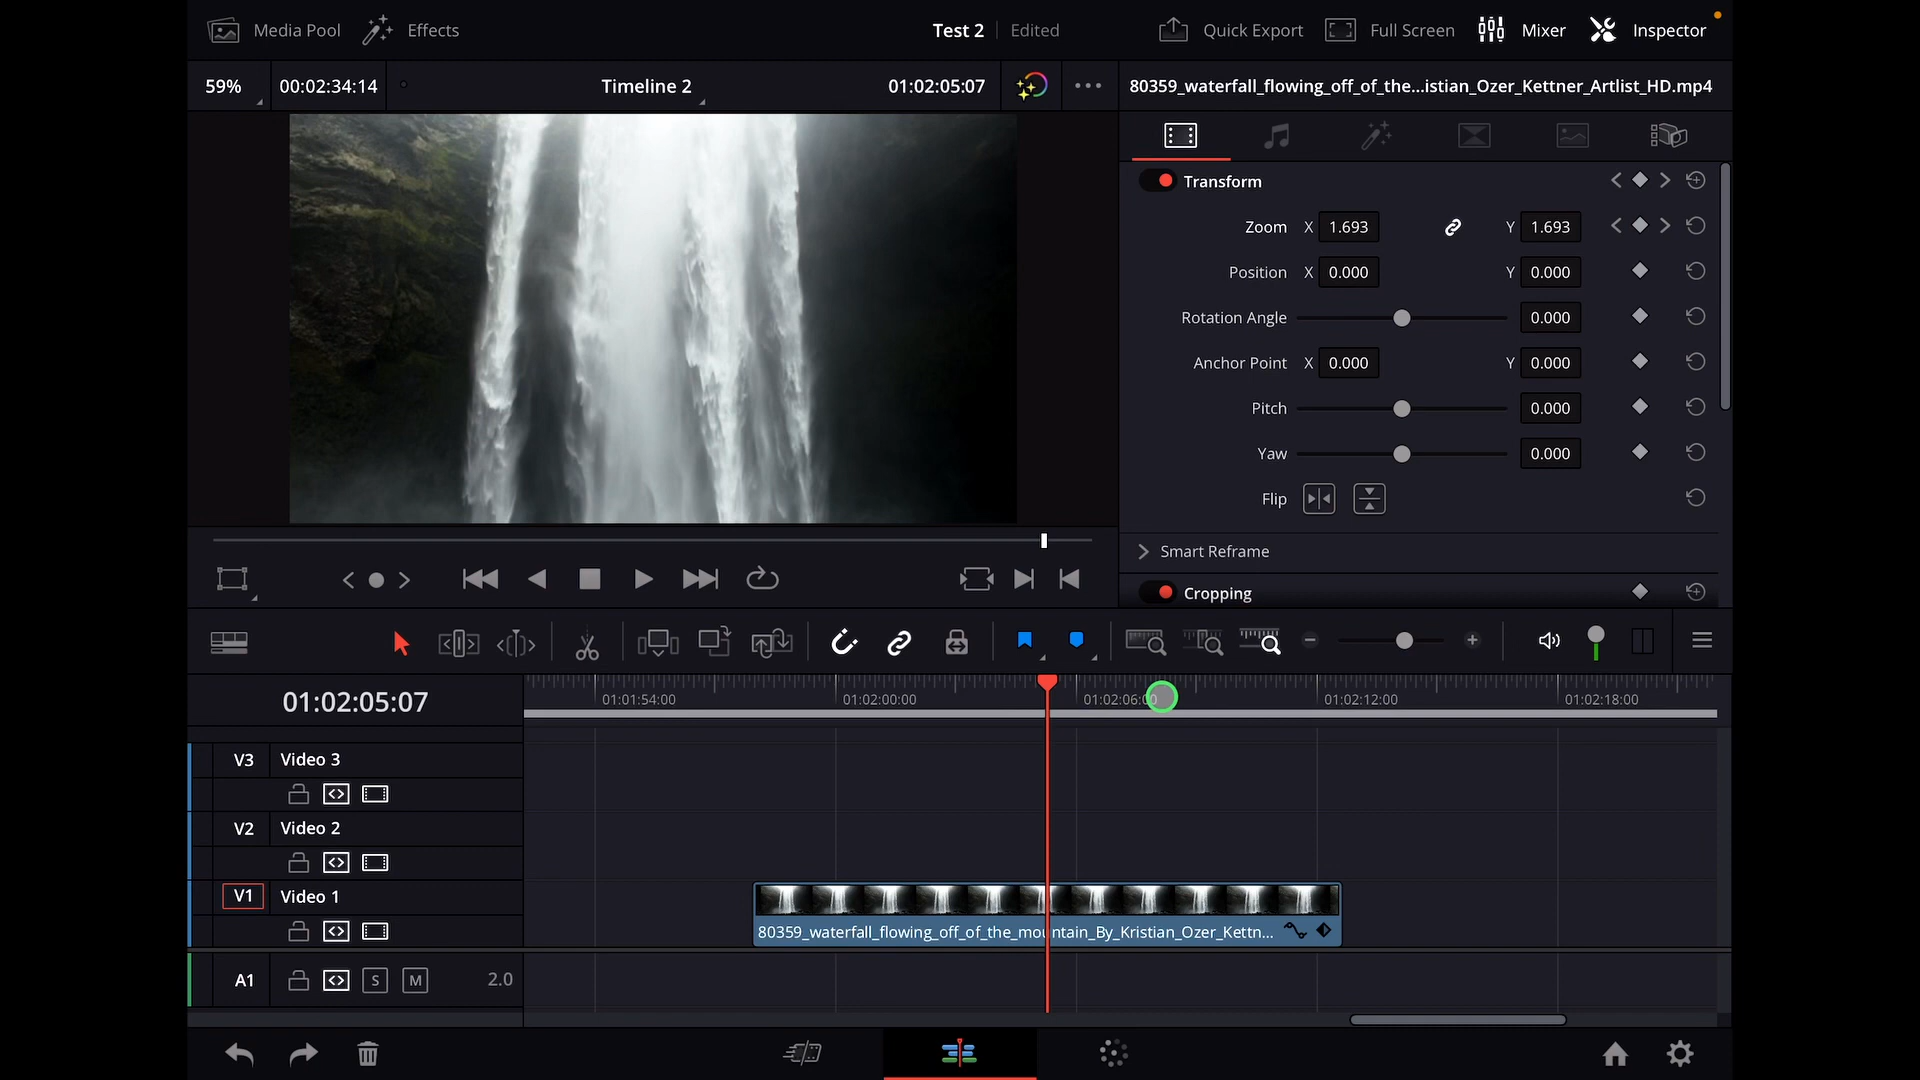 Media Pool Effects Test 2 Edited Quick Export Full Screen Mixer Inspector
59% 00:02:34:14 Timeline 2 01:02:05:07 80359_waterfall_flowing_off_of_the...istian_Ozer_Kettner_Artlist_HD.mp4
Transform
Zoom X 1.693 Y 1.693
Position X 0.000 Y 0.000
Rotation Angle 0.000
Anchor Point X 0.000 Y 0.000
Pitch 0.000
Yaw 0.000
Flip
Smart Reframe
Cropping
01:02:05:07 01:01:54:00 01:02:00:00 01:02:06:00 01:02:12:00 01:02:18:00
V3 Video 3
V2 Video 2
V1 Video 1
80359_waterfall_flowing_off_of_the_mountain_By_Kristian_Ozer_Kettn...
A1 S M 2.0